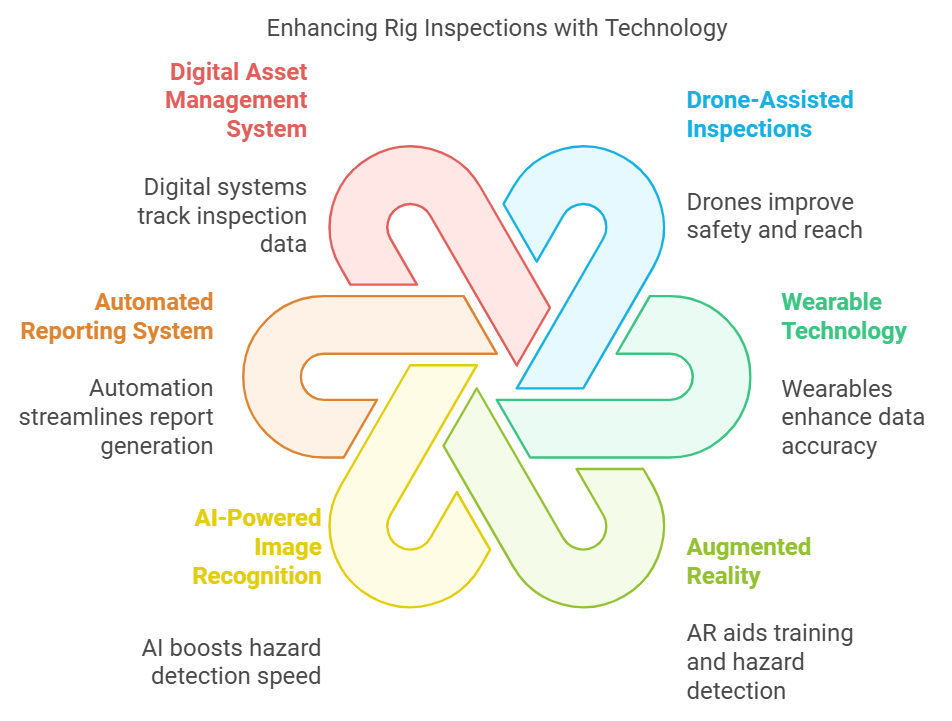 Enhancing Rig Inspections with Technology
Digital Asset
Management
System
Digital systems
track inspection
data
Drone-Assisted
Inspections
Drones improve
safety and reach
Automated
Reporting System
Automation
streamlines report
generation
Wearable
Technology
Wearables
enhance data
accuracy
AI-Powered
Image
Recognition
AI boosts hazard
detection speed
Augmented
Reality
AR aids training
and hazard
detection